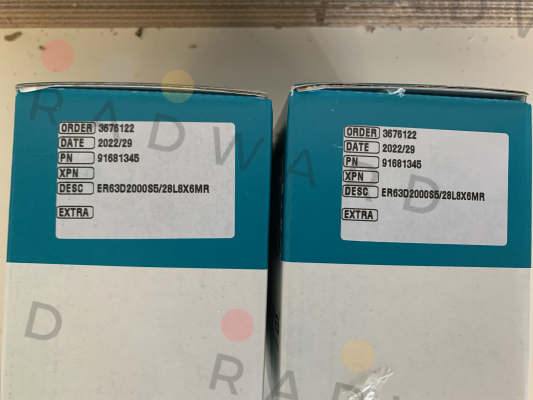 ORDER 3676122
DATE 2022/29
PN 91681345
XPN
DESC ER63D2000S5/28L8X6MR
EXTRA
ORDER 3676122
DATE 2022/29
PN 91681345
XPN
DESC ER63D2000S5/28L8X6MR
EXTRA
RADWAD
D RADWAD